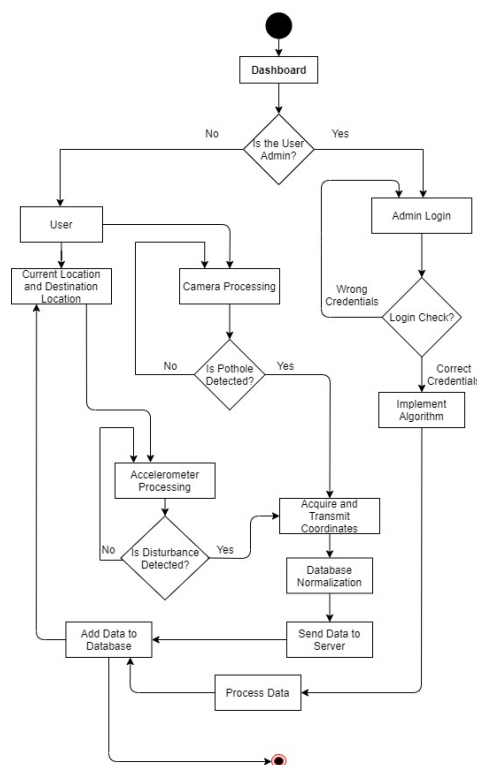 Dashboard
No
Yes
Is the User
Admin?
User
Admin Login
Current Location
and Destination
Location
Camera Processing
Wrong
Credentials
Login Check?
No
Is Pothole
Detected?
Yes
Correct
Credentials
Implement
Algorithm
Accelerometer
Processing
Acquire and
Transmit
Coordinates
No
Is Disturbance
Detected?
Yes
Database
Normalization
Add Data to
Database
Send Data to
Server
Process Data